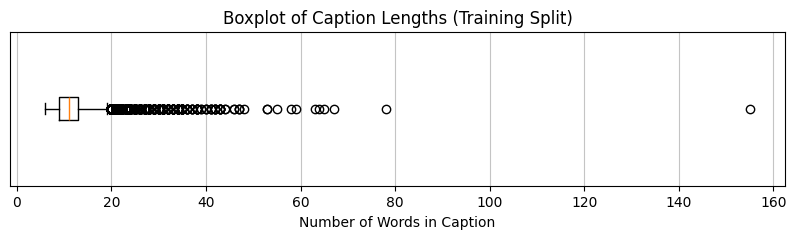 Boxplot of Caption Lengths (Training Split)
0 20 40 60 80 100 120 140 160
Number of Words in Caption